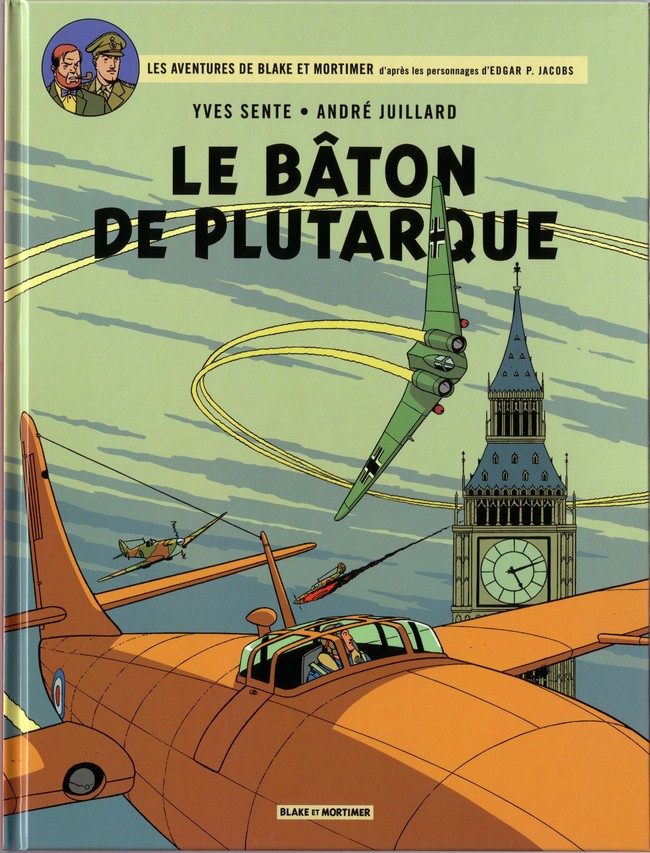 LES AVENTURES DE BLAKE ET MORTIMER d'après les personnages d'EDGAR P. JACOBS
YVES SENTE • ANDRÉ JUILLARD
LE BÂTON
DE PLUTARQUE
BLAKE ET MORTIMER